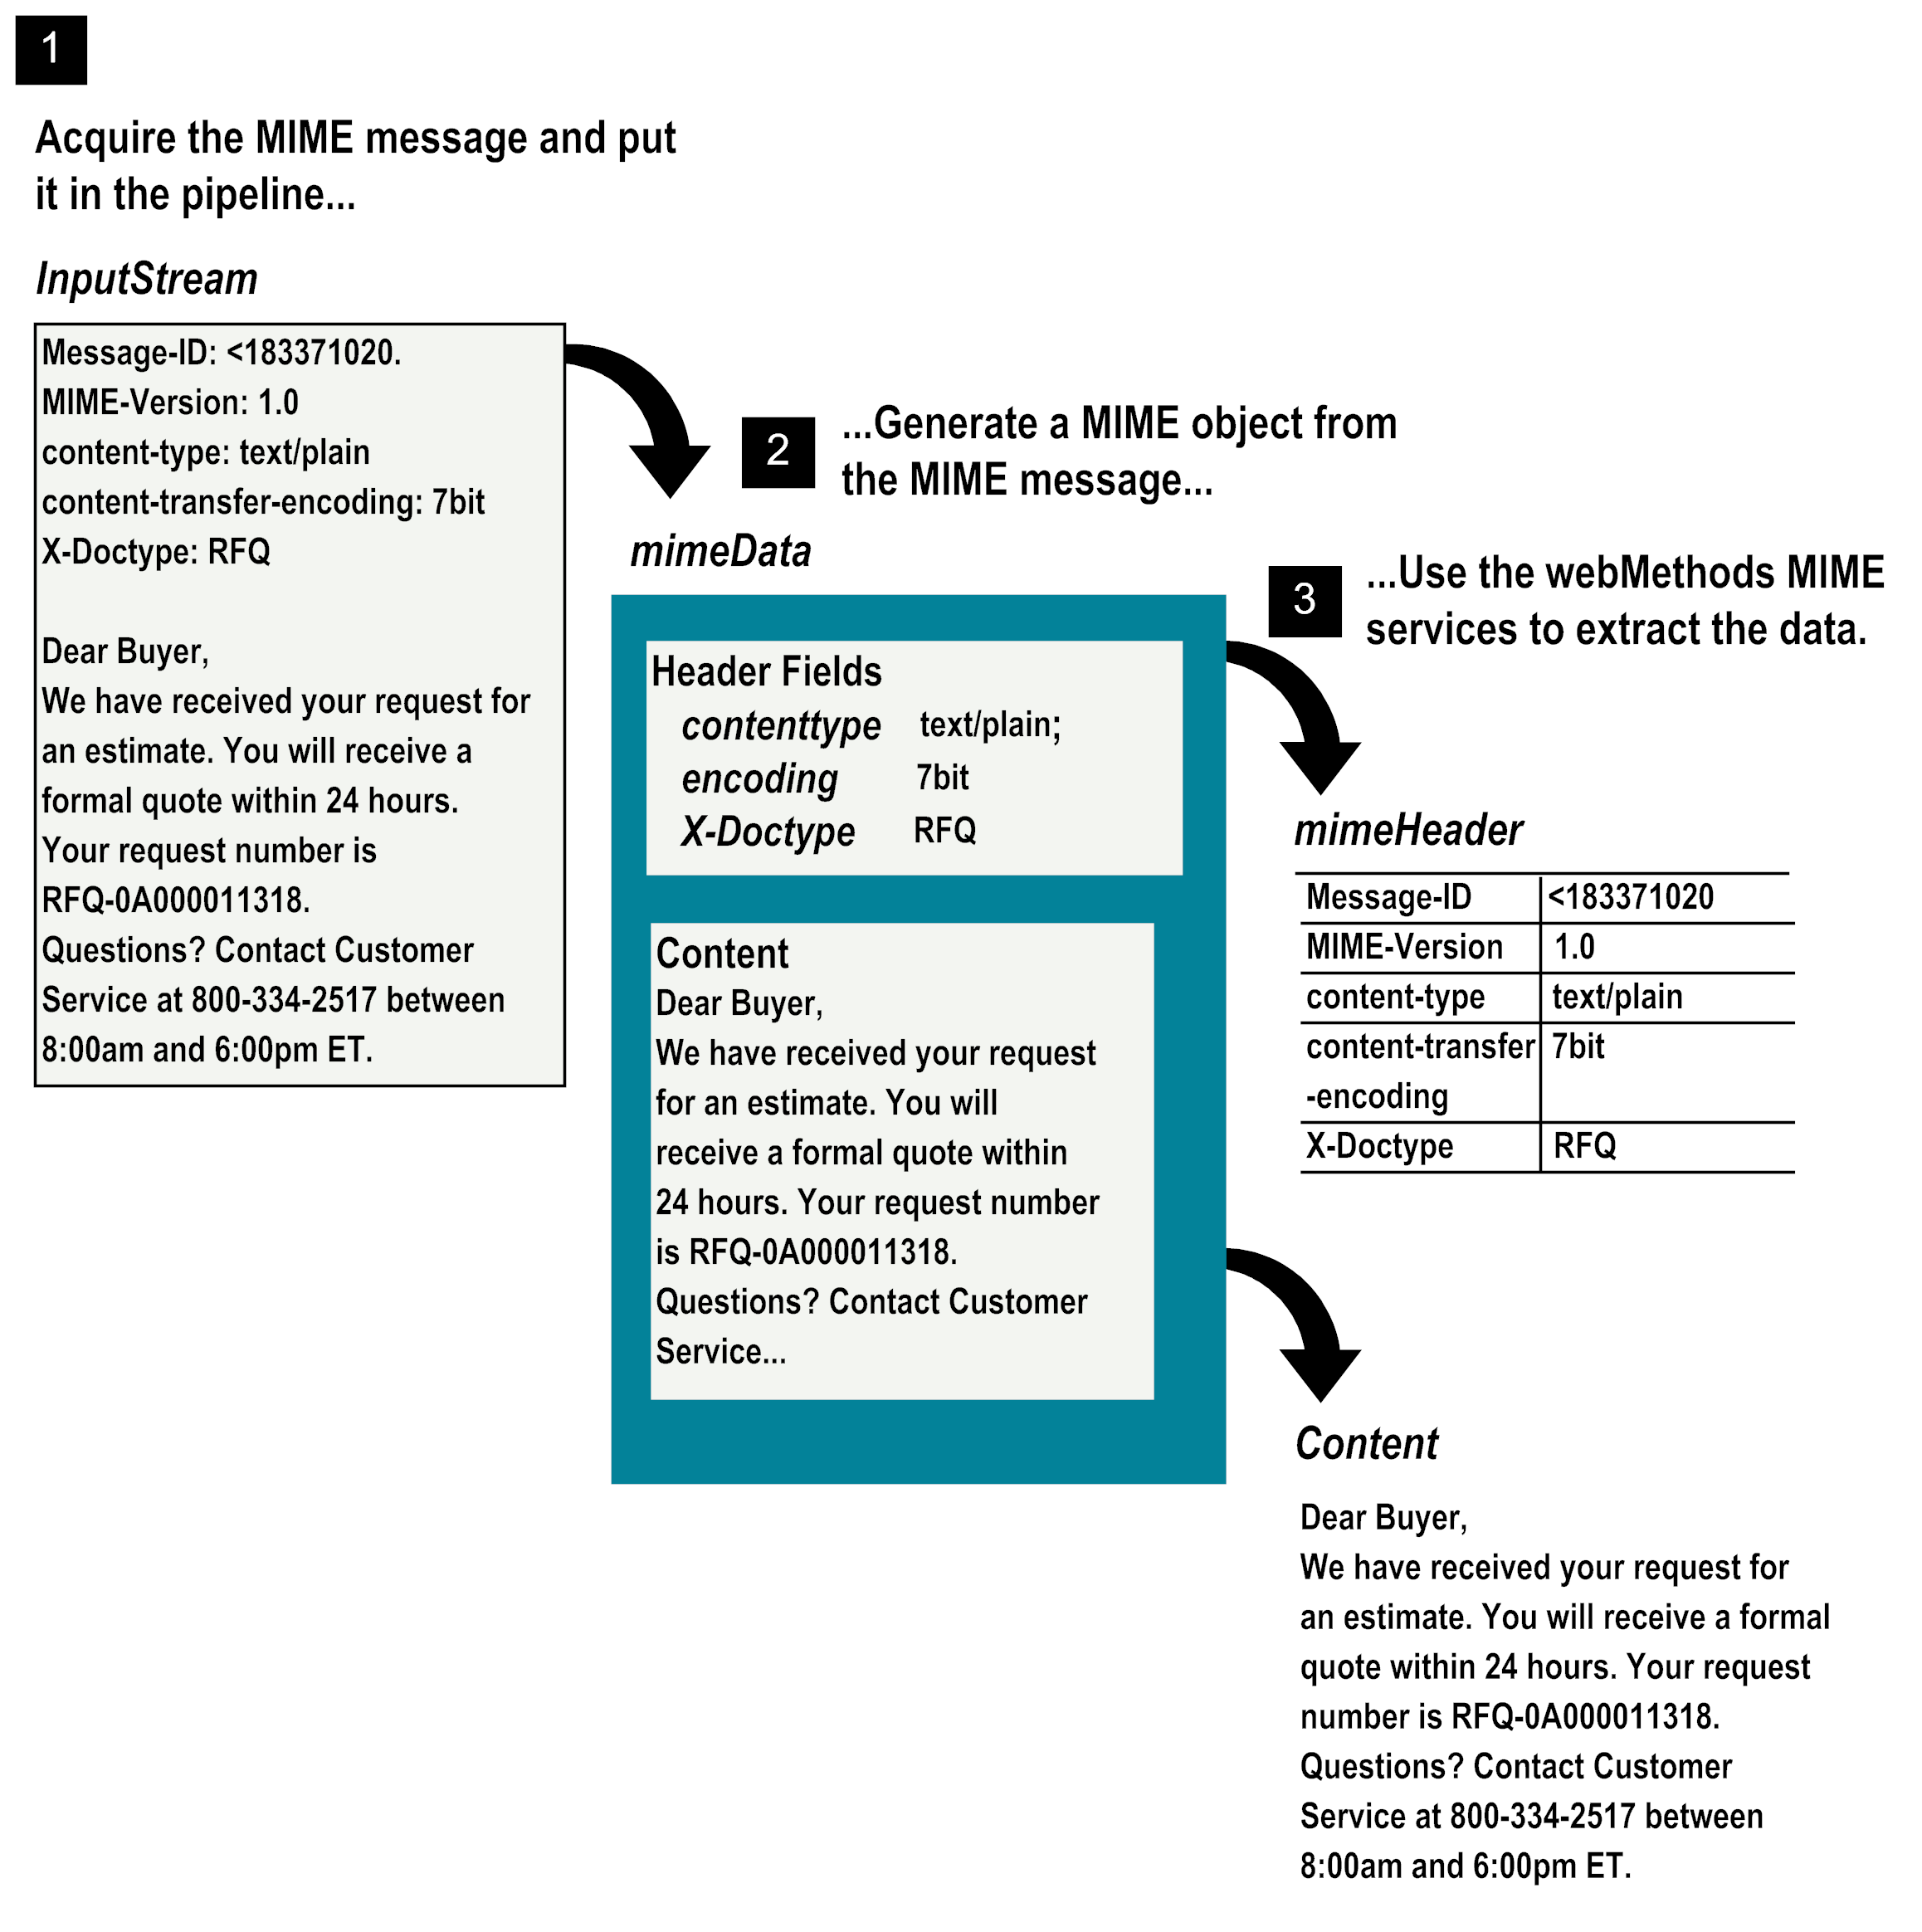 1
Acquire the MIME message and put
it in the pipeline...
InputStream
Message-ID: <183371020.
MIME-Version: 1.0
content-type: text/plain
content-transfer-encoding: 7bit
X-Doctype: RFQ
Dear Buyer,
We have received your request for
an estimate. You will receive a
formal quote within 24 hours.
Your request number is
RFQ-0A000011318.
Questions? Contact Customer
Service at 800-334-2517 between
8:00am and 6:00pm ET.
2
...Generate a MIME object from
the MIME message...
mimeData
Header Fields
contenttype text/plain;
encoding 7bit
X-Doctype RFQ
Content
Dear Buyer,
We have received your request
for an estimate. You will
receive a formal quote within
24 hours. Your request number
is RFQ-0A000011318.
Questions? Contact Customer
Service...
3
...Use the webMethods MIME
services to extract the data.
mimeHeader
Message-ID <183371020
MIME-Version 1.0
content-type text/plain
content-transfer 7bit
-encoding
X-Doctype RFQ
Content
Dear Buyer,
We have received your request for
an estimate. You will receive a formal
quote within 24 hours. Your request
number is RFQ-0A000011318.
Questions? Contact Customer
Service at 800-334-2517 between
8:00am and 6:00pm ET.